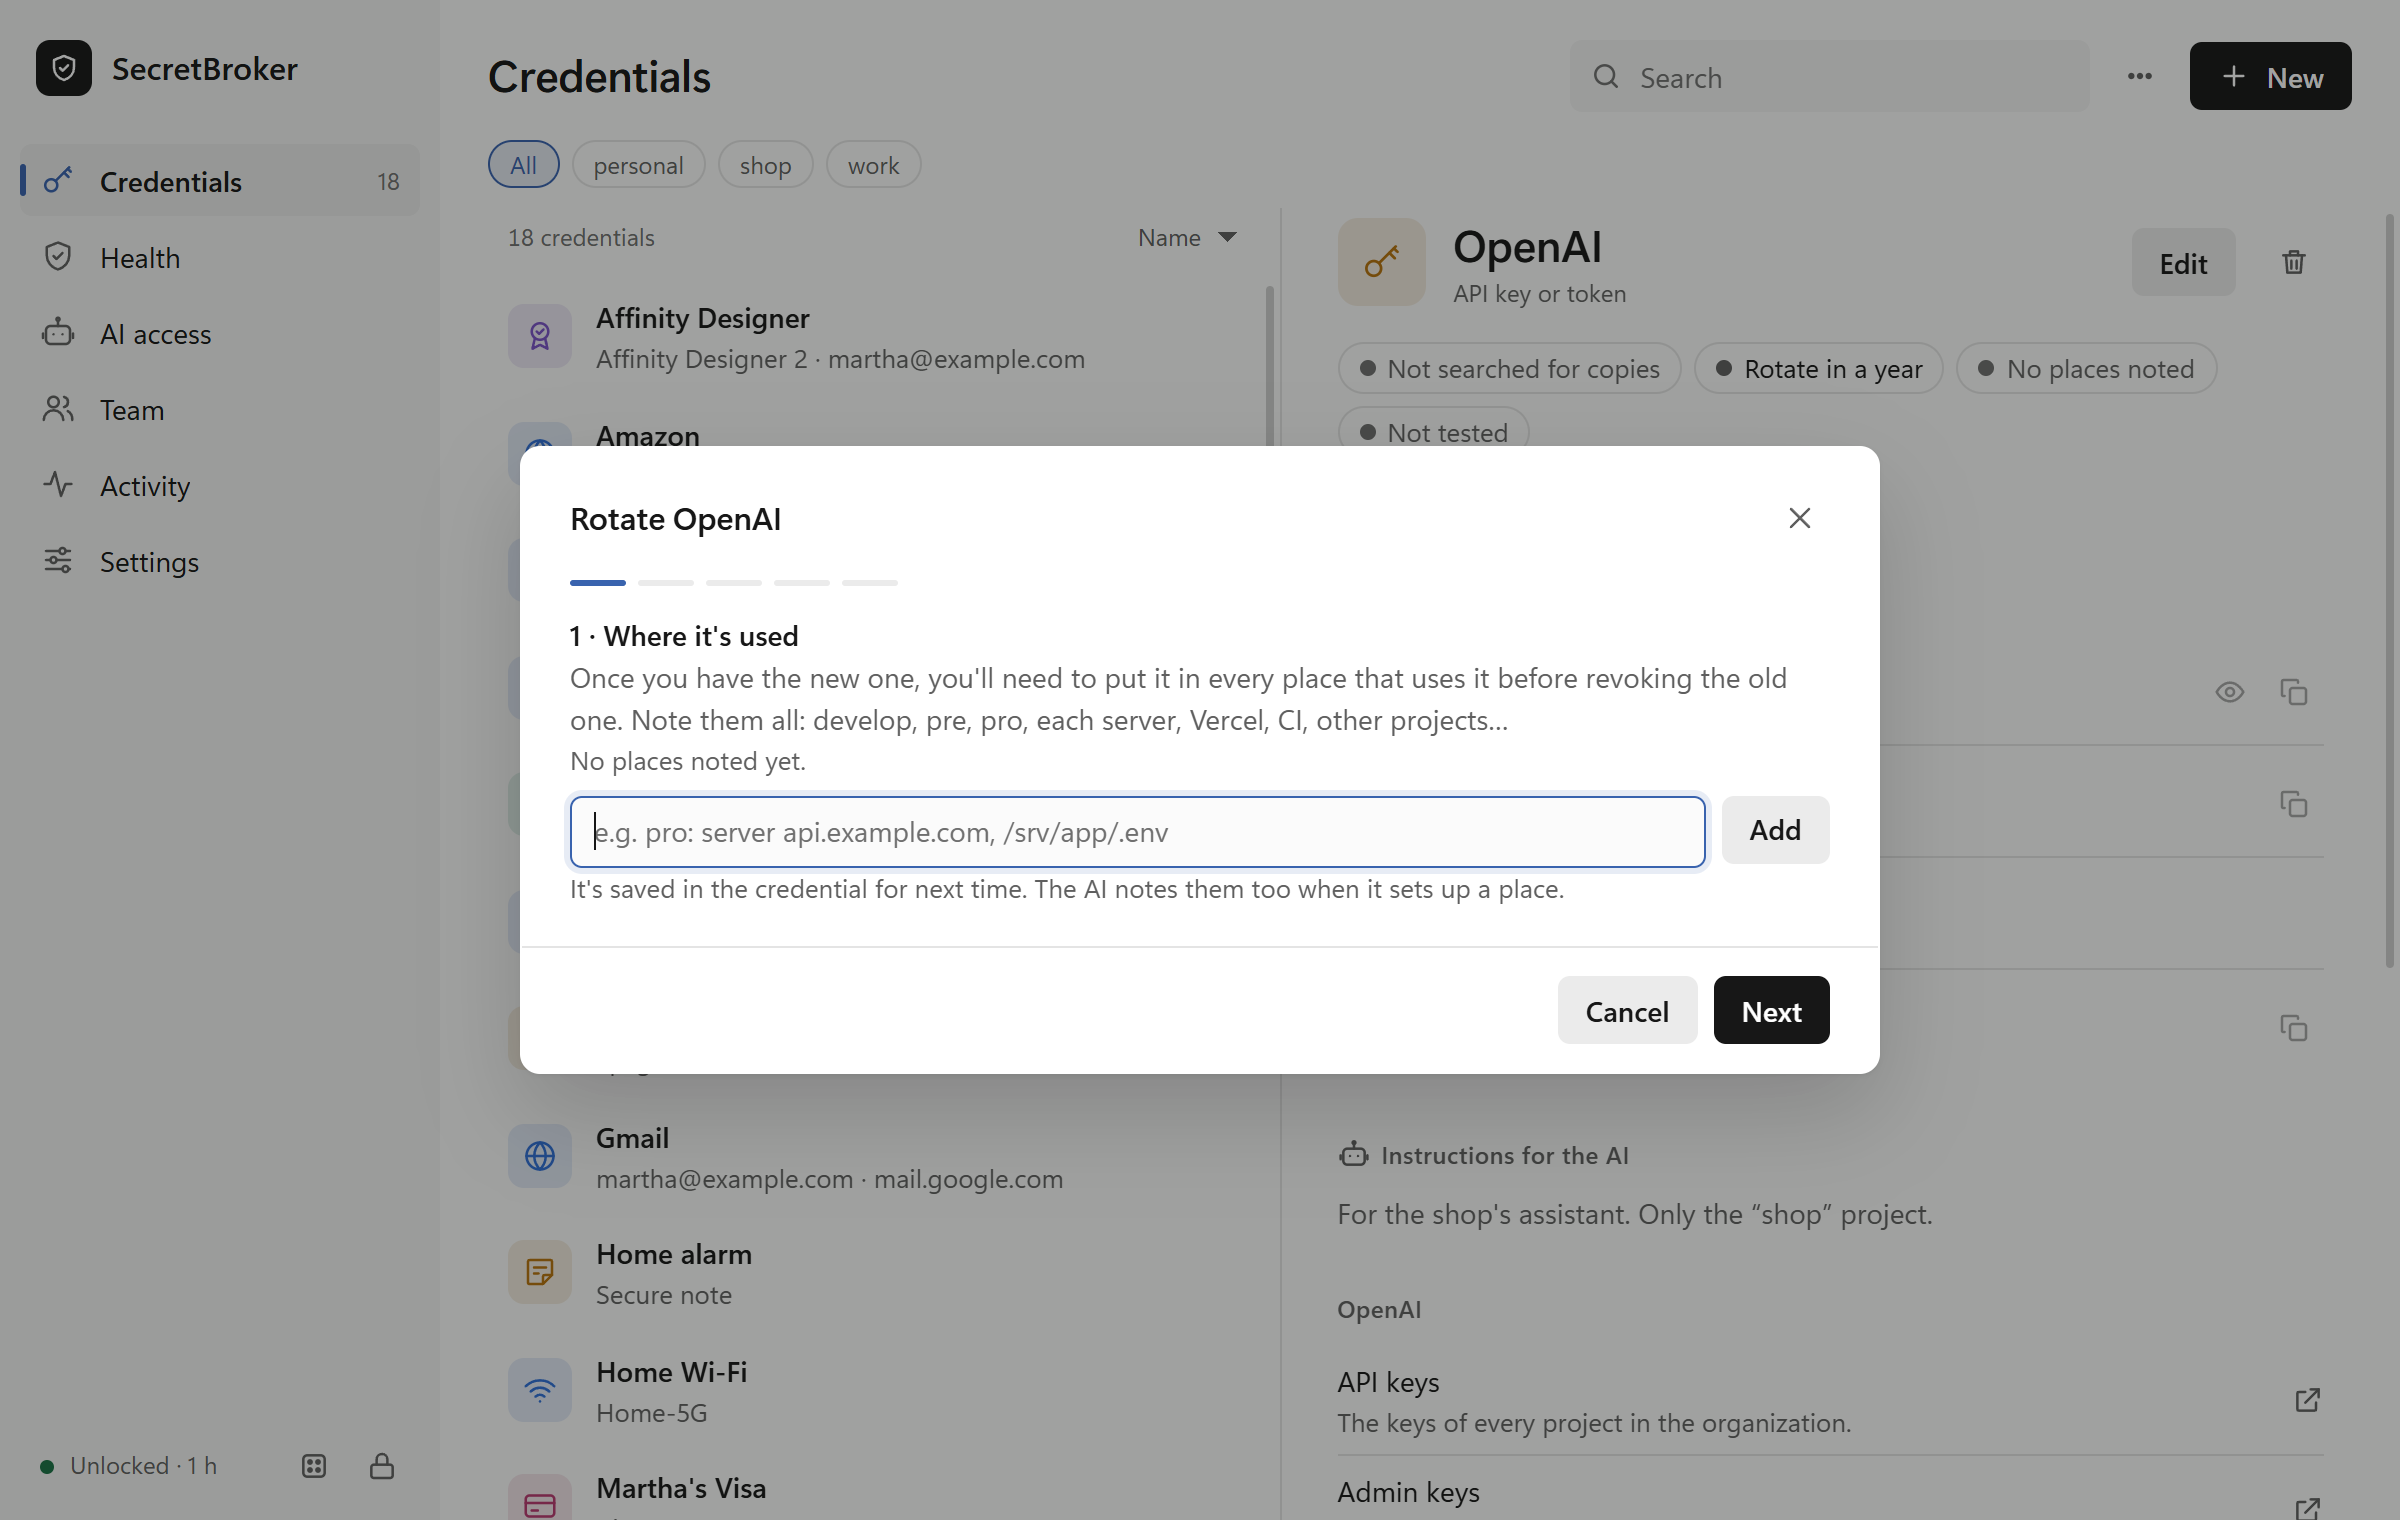 SecretBroker
Credentials 18
Health
AI access
Team
Activity
Settings
Unlocked · 1 h
Credentials
Search
New
All
personal
shop
work
18 credentials
Name
Affinity Designer
Affinity Designer 2 · martha@example.com
Amazon
Gmail
martha@example.com · mail.google.com
Home alarm
Secure note
Home Wi-Fi
Home-5G
Martha's Visa
OpenAI
API key or token
Edit
Not searched for copies
Rotate in a year
No places noted
Not tested
Instructions for the AI
For the shop's assistant. Only the “shop” project.
OpenAI
API keys
The keys of every project in the organization.
Admin keys
Rotate OpenAI
1 · Where it's used
Once you have the new one, you'll need to put it in every place that uses it before revoking the old
one. Note them all: develop, pre, pro, each server, Vercel, CI, other projects...
No places noted yet.
e.g. pro: server api.example.com, /srv/app/.env
Add
It's saved in the credential for next time. The AI notes them too when it sets up a place.
Cancel
Next